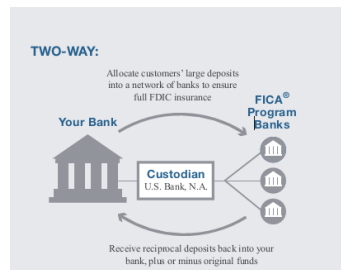 TWO-WAY:
Allocate customers' large deposits
into a network of banks to ensure
full FDIC insurance
FICA®
Program
Banks
Your Bank
Custodian
U.S. Bank, N.A.
Receive reciprocal deposits back into your
bank, plus or minus original funds